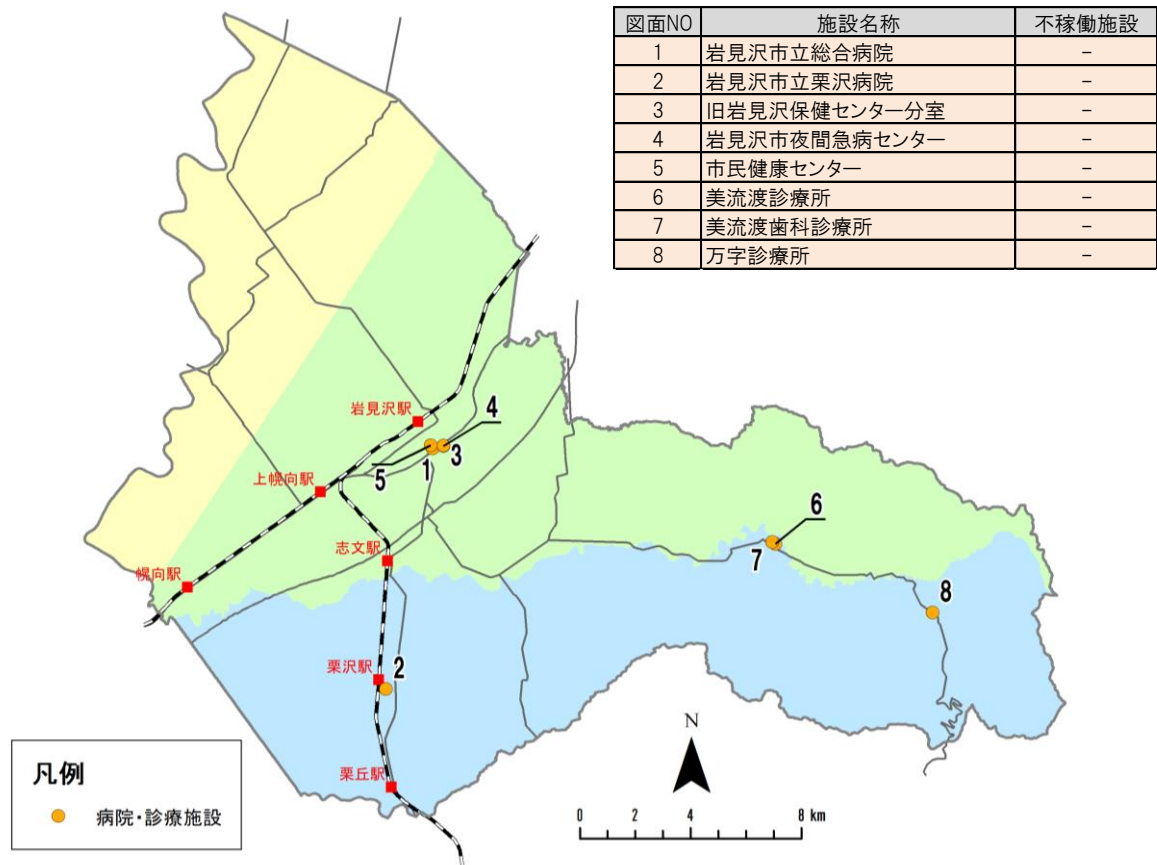 図面NO 施設名称 不稼働施設
1 岩見沢市立総合病院 −
2 岩見沢市立栗沢病院 −
3 旧岩見沢保健センター分室 −
4 岩見沢市夜間急病センター −
5 市民健康センター −
6 美流渡診療所 −
7 美流渡歯科診療所 −
8 万字診療所 −
岩見沢駅
4
5
1
3
上幌向駅
6
志文駅
7
幌向駅
8
栗沢駅
2
N
栗丘駅
凡例
病院・診療施設
0 2 4 8 km